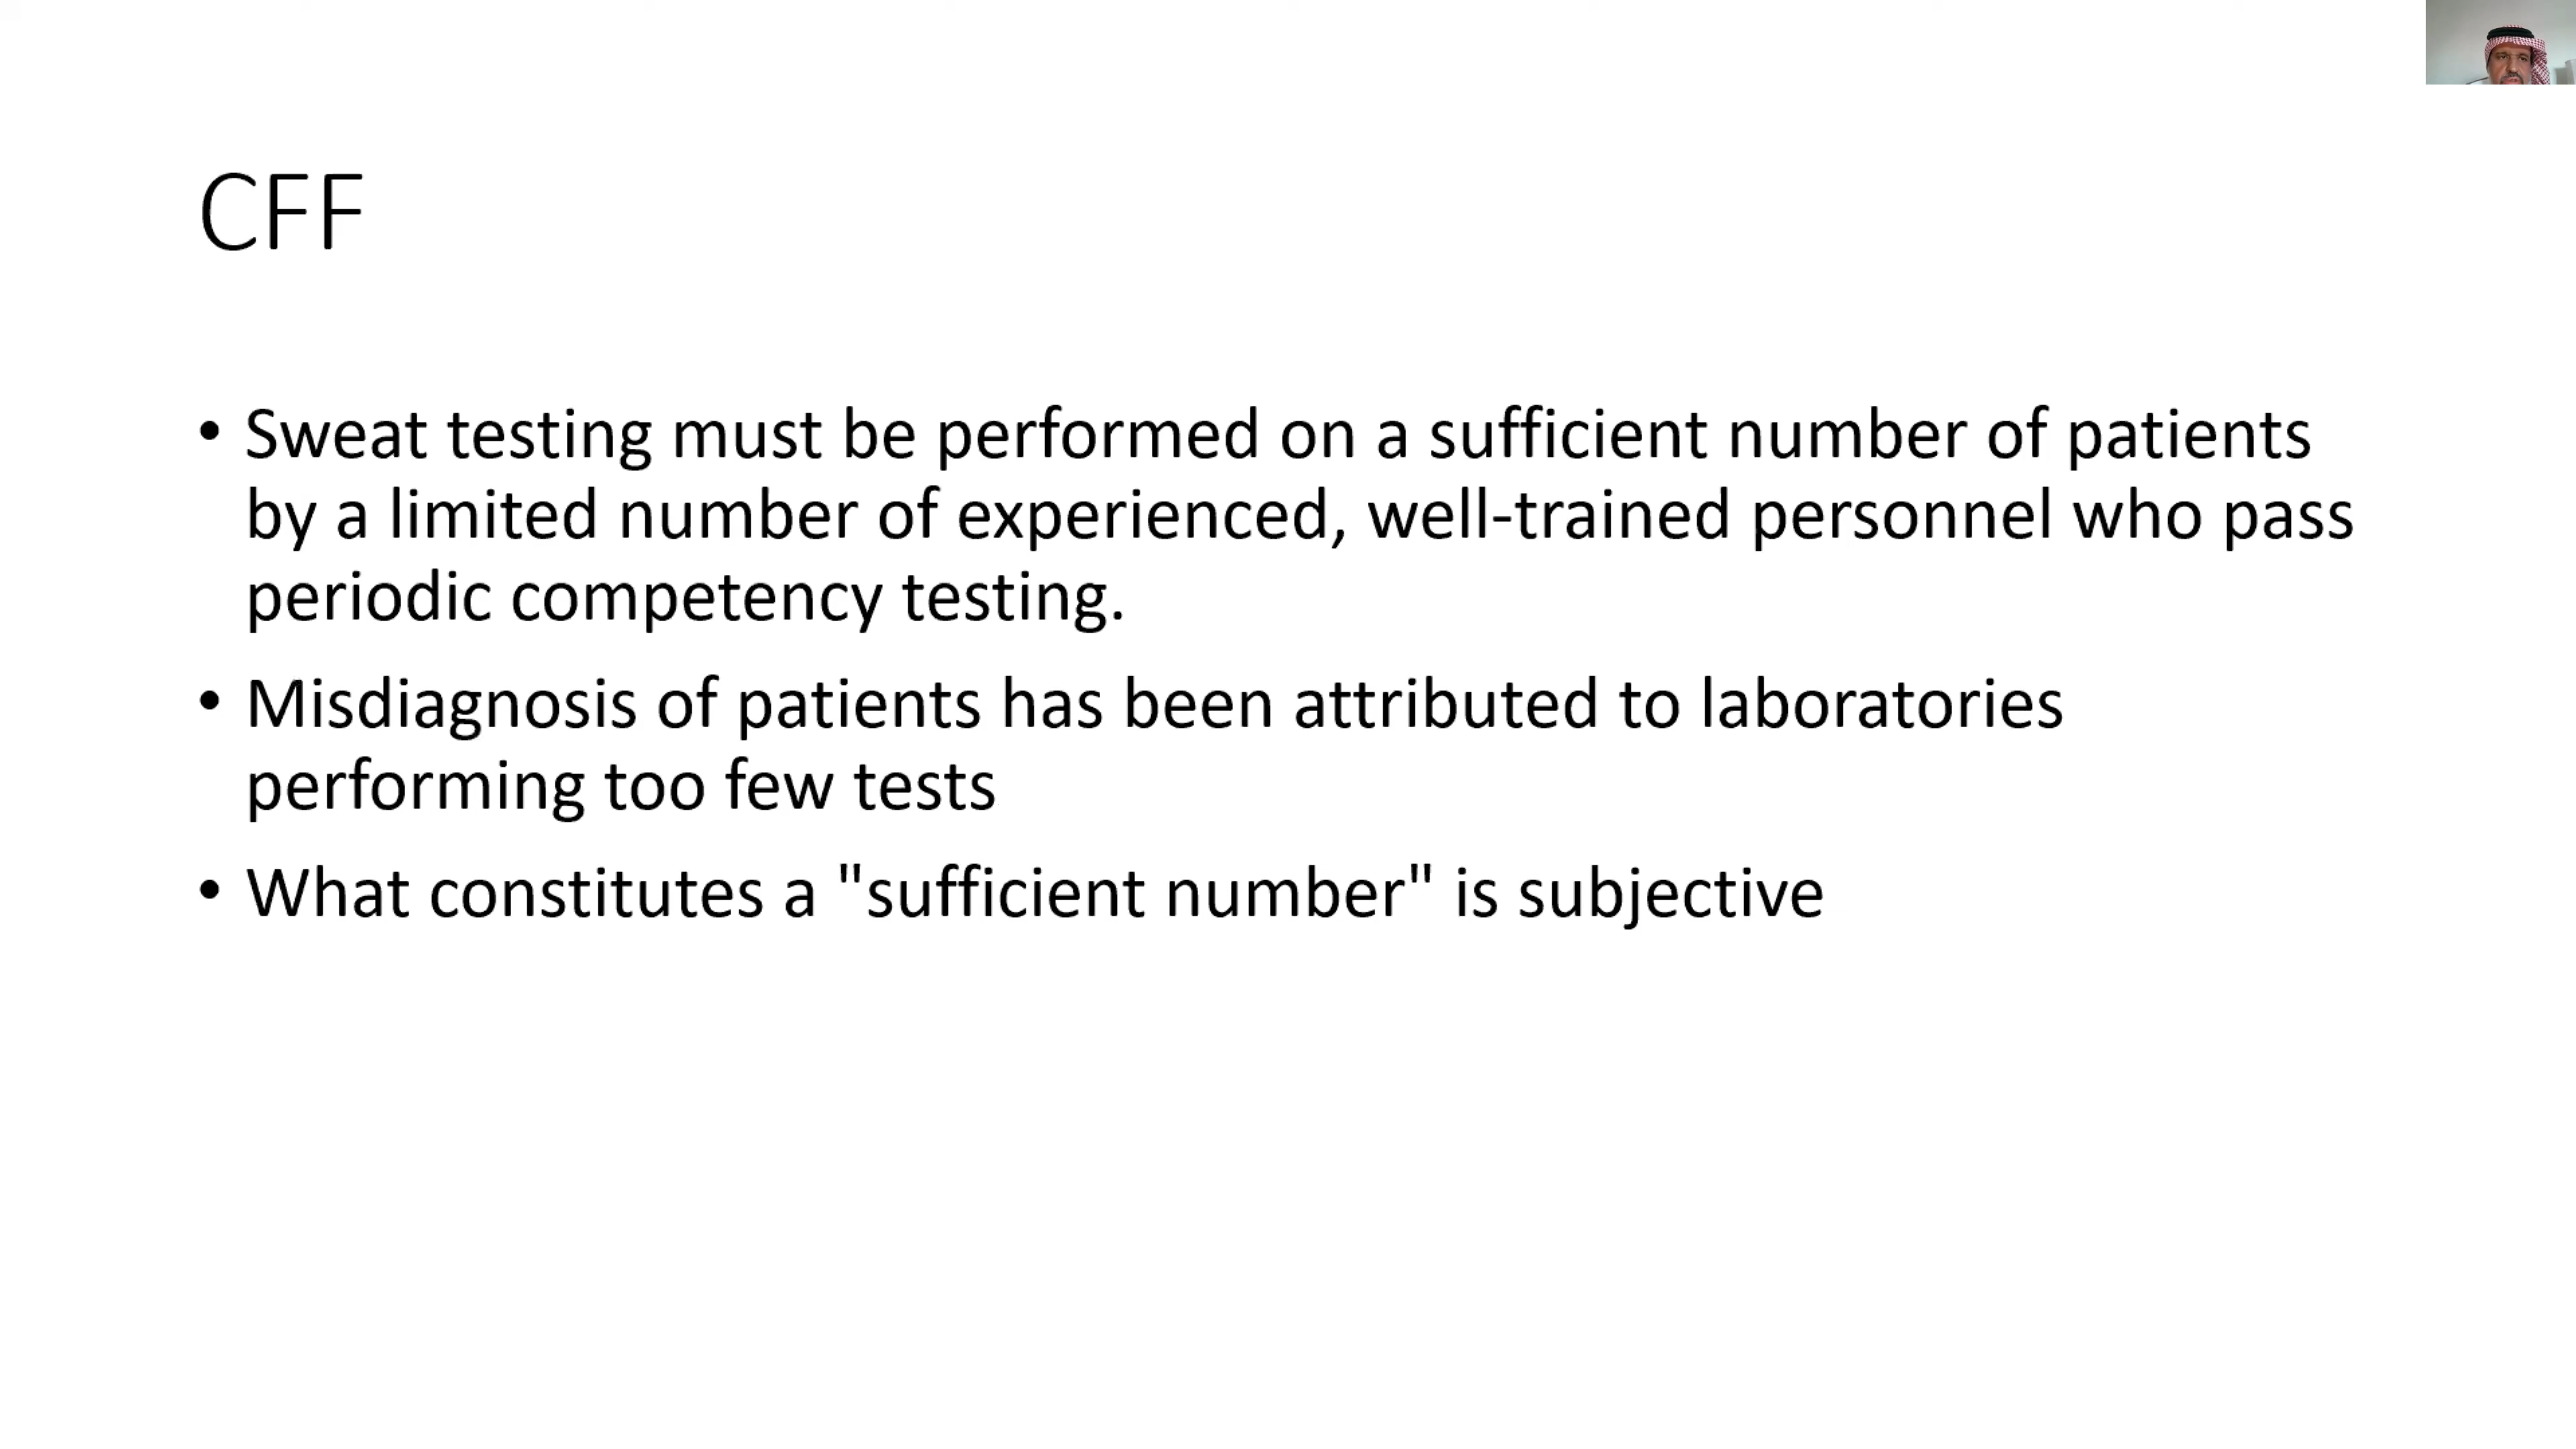 CFF
• Sweat testing must be performed on a sufficient number of patients
by a limited number of experienced, well-trained personnel who pass
periodic competency testing.
• Misdiagnosis of patients has been attributed to laboratories
performing too few tests
• What constitutes a "sufficient number" is subjective